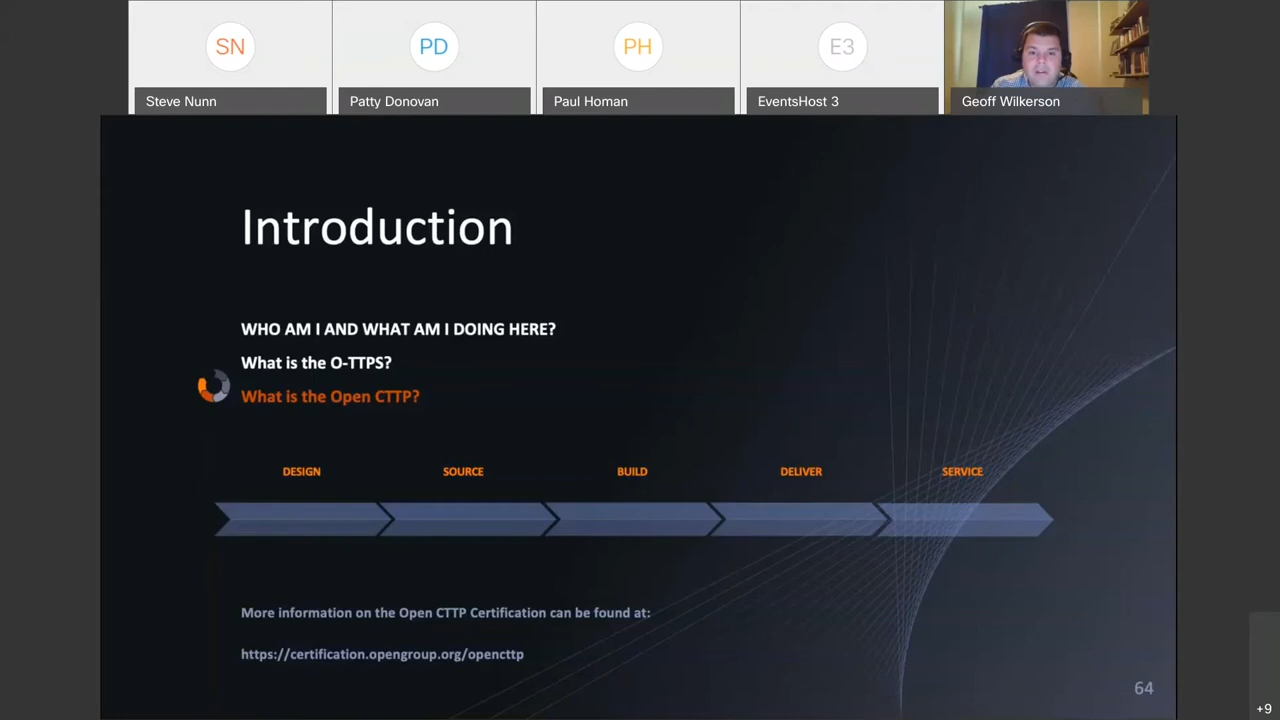 SN
PD
PH
E3
Steve Nunn
Patty Donovan
Paul Homan
EventsHost 3
Geoff Wilkerson
Introduction
WHO AM I AND WHAT AM I DOING HERE?
What is the O-TTPS?
What is the Open CTTP?
DESIGN
SOURCE
BUILD
DELIVER
SERVICE
More information on the Open CTTP Certification can be found at:
https://certification.opengroup.org/opencttp
64
+9